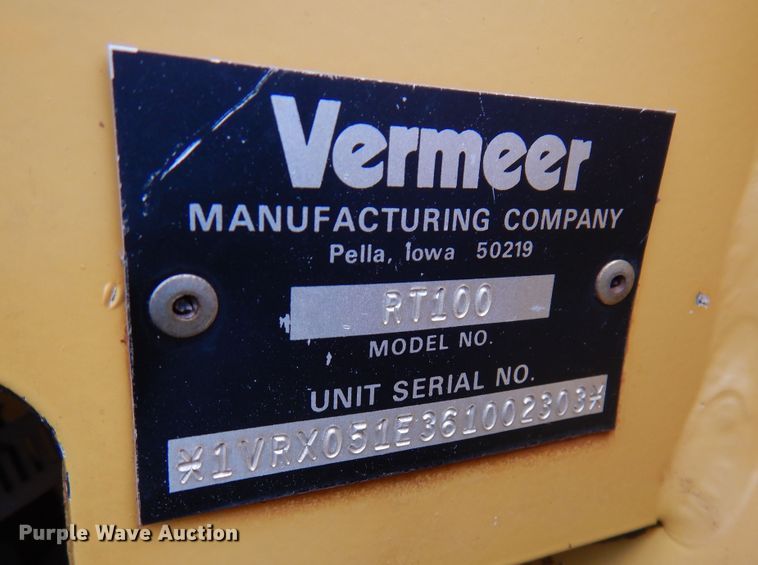 Vermeer
MANUFACTURING COMPANY
Pella, Iowa 50219
RT100
MODEL NO.
UNIT SERIAL NO.
*1VRX051E361002303*
Purple Wave Auction